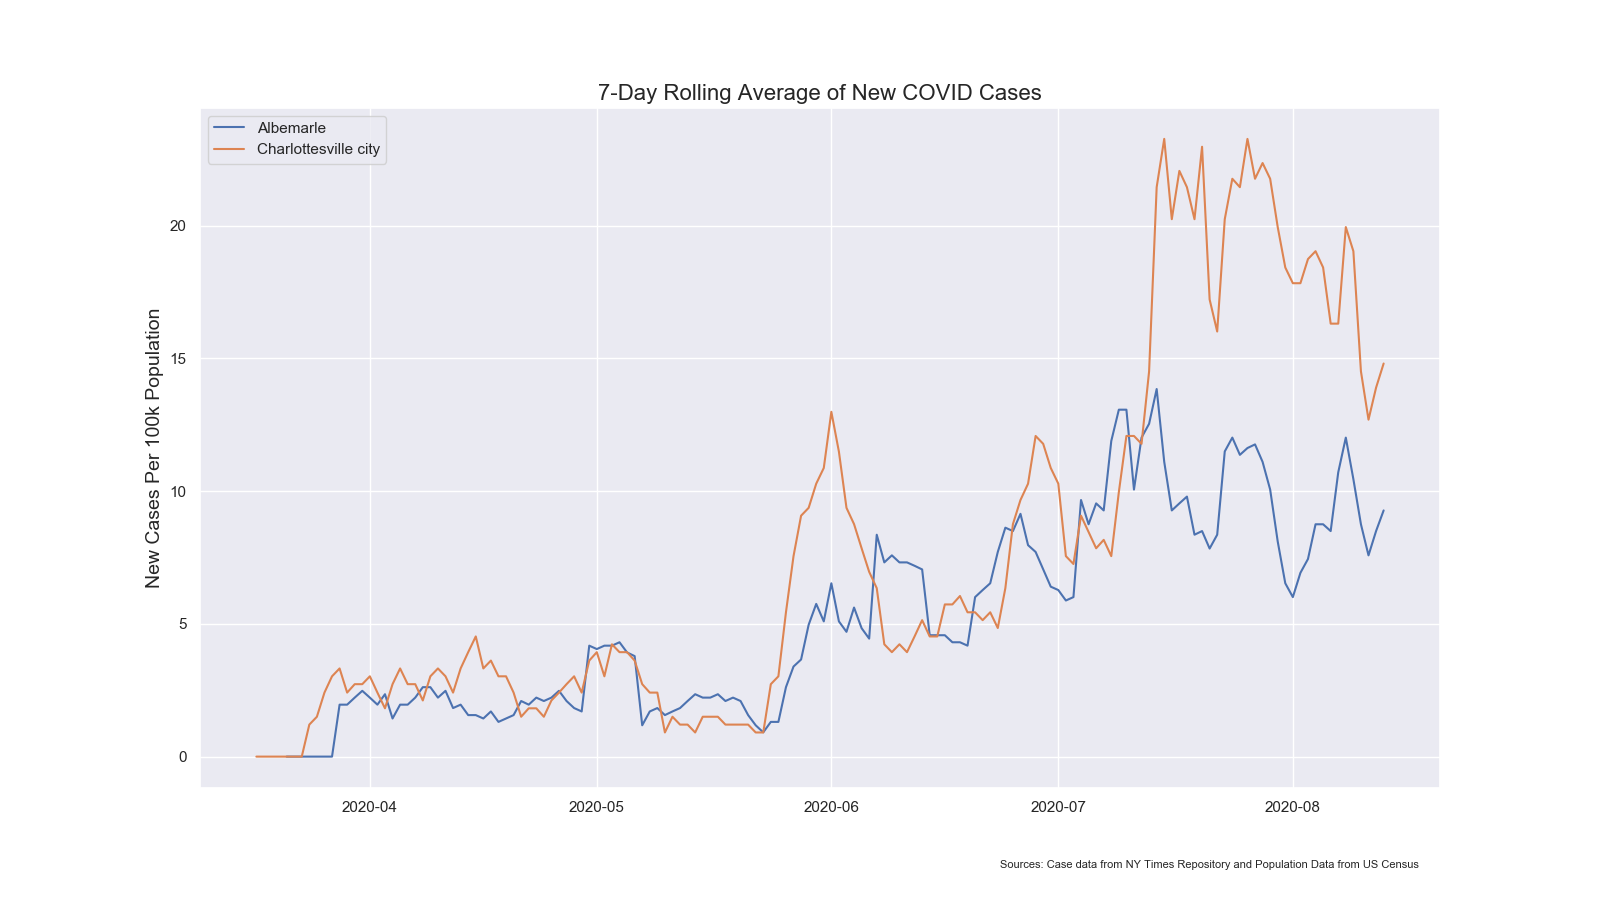 7-Day Rolling Average of New COVID Cases
Albemarle
Charlottesville city
New Cases Per 100k Population
20
15
10
5
0
2020-04 2020-05 2020-06 2020-07 2020-08
Sources: Case data from NY Times Repository and Population Data from US Census